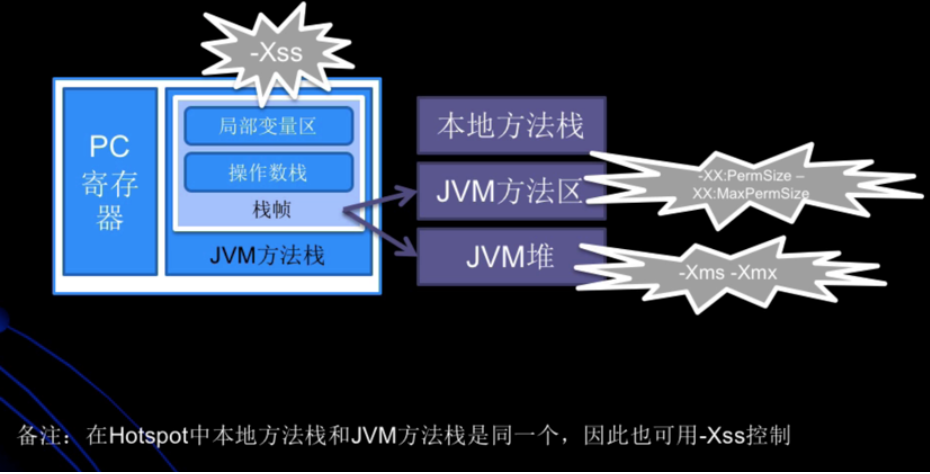 -Xss
PC
寄存
器
局部变量区
操作数栈
栈帧
JVM方法栈
本地方法栈
JVM方法区
-XX:PermSize –
XX:MaxPermSize
JVM堆
-Xms -Xmx
备注：在Hotspot中本地方法栈和JVM方法栈是同一个，因此也可用-Xss控制